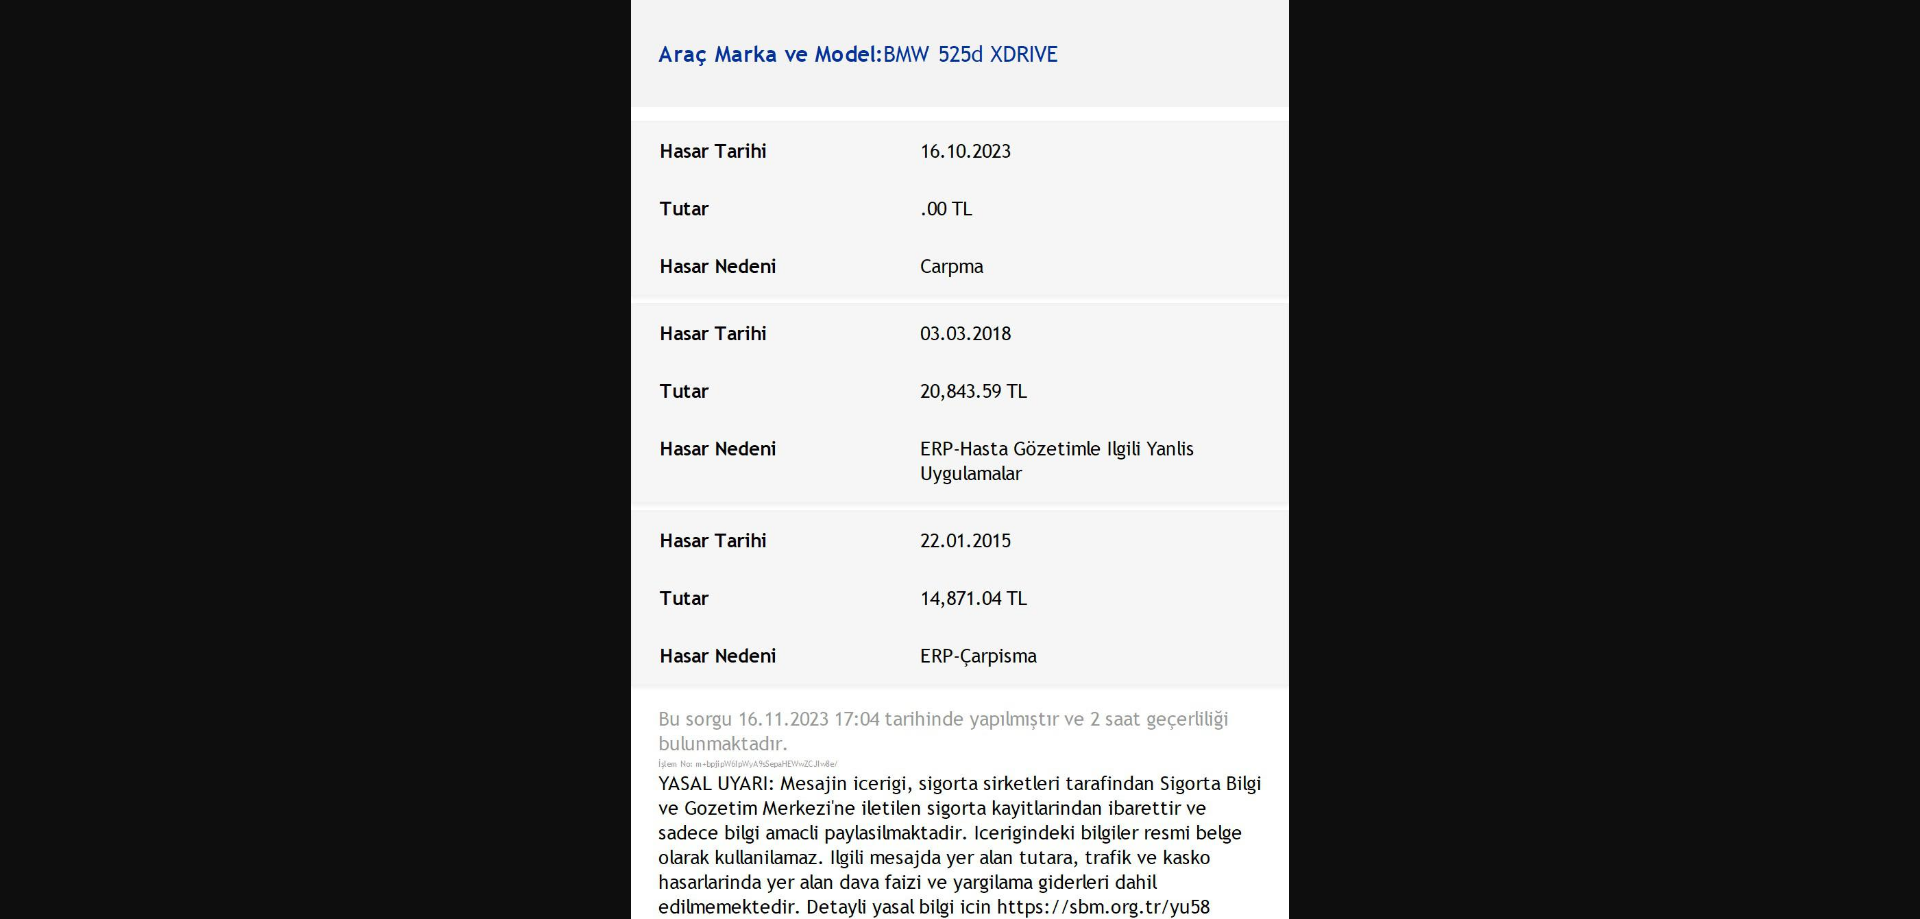 Araç Marka ve Model:BMW 525d XDRIVE
Hasar Tarihi 16.10.2023
Tutar .00 TL
Hasar Nedeni Carpma
Hasar Tarihi 03.03.2018
Tutar 20,843.59 TL
Hasar Nedeni ERP-Hasta Gözetimle Ilgili Yanlis
Uygulamalar
Hasar Tarihi 22.01.2015
Tutar 14,871.04 TL
Hasar Nedeni ERP-Çarpisma
Bu sorgu 16.11.2023 17:04 tarihinde yapılmıştır ve 2 saat geçerliliği
bulunmaktadır.
İşlem No:
YASAL UYARI: Mesajin icerigi, sigorta sirketleri tarafindan Sigorta Bilgi
ve Gozetim Merkezi'ne iletilen sigorta kayitlarindan ibarettir ve
sadece bilgi amacli paylasilmaktadir. Icerigindeki bilgiler resmi belge
olarak kullanilamaz. Ilgili mesajda yer alan tutara, trafik ve kasko
hasarlarinda yer alan dava faizi ve yargilama giderleri dahil
edilmemektedir. Detayli yasal bilgi icin https://sbm.org.tr/yu58